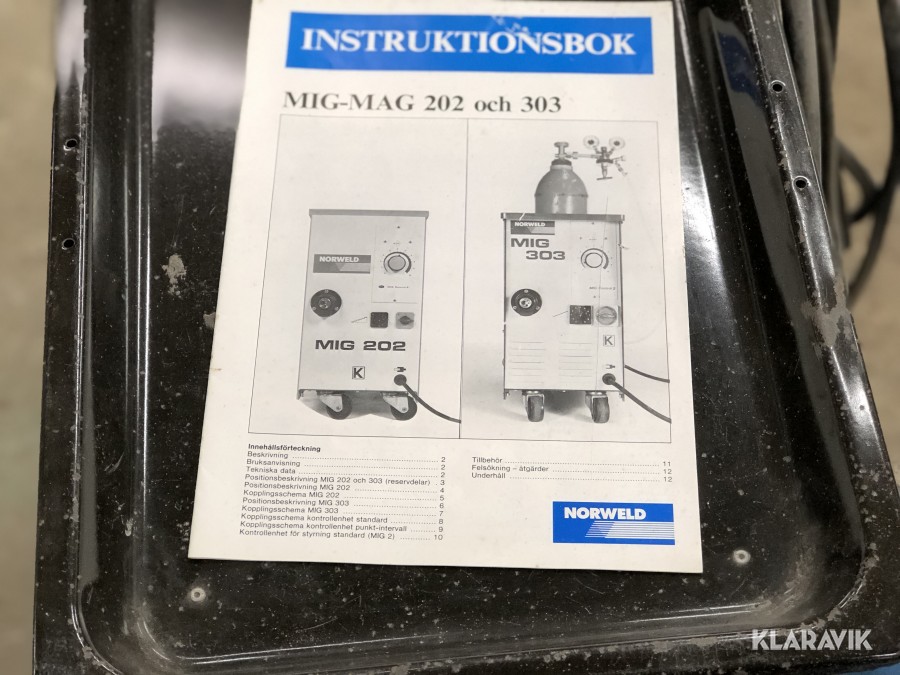 INSTRUKTIONSBOK
MIG-MAG 202 och 303
NORWELD
MIG 202
K
NORWELD
MIG
303
K
Innehållsförteckning
Beskrivning 2
Bruksanvisning 2
Tekniska data 2
Positionsbeskrivning MIG 202 och 303 (reservdelar) 3
Positionsbeskrivning MIG 202 4
Kopplingsschema MIG 202 5
Positionsbeskrivning MIG 303 6
Kopplingsschema MIG 303 7
Kopplingsschema kontrollenhet standard 8
Kopplingsschema kontrollenhet punkt-intervall 9
Kontrollenhet för styrning standard (MIG 2) 10
Tillbehör 11
Felsökning – åtgärder 12
Underhåll 12
NORWELD
KLARAVIK